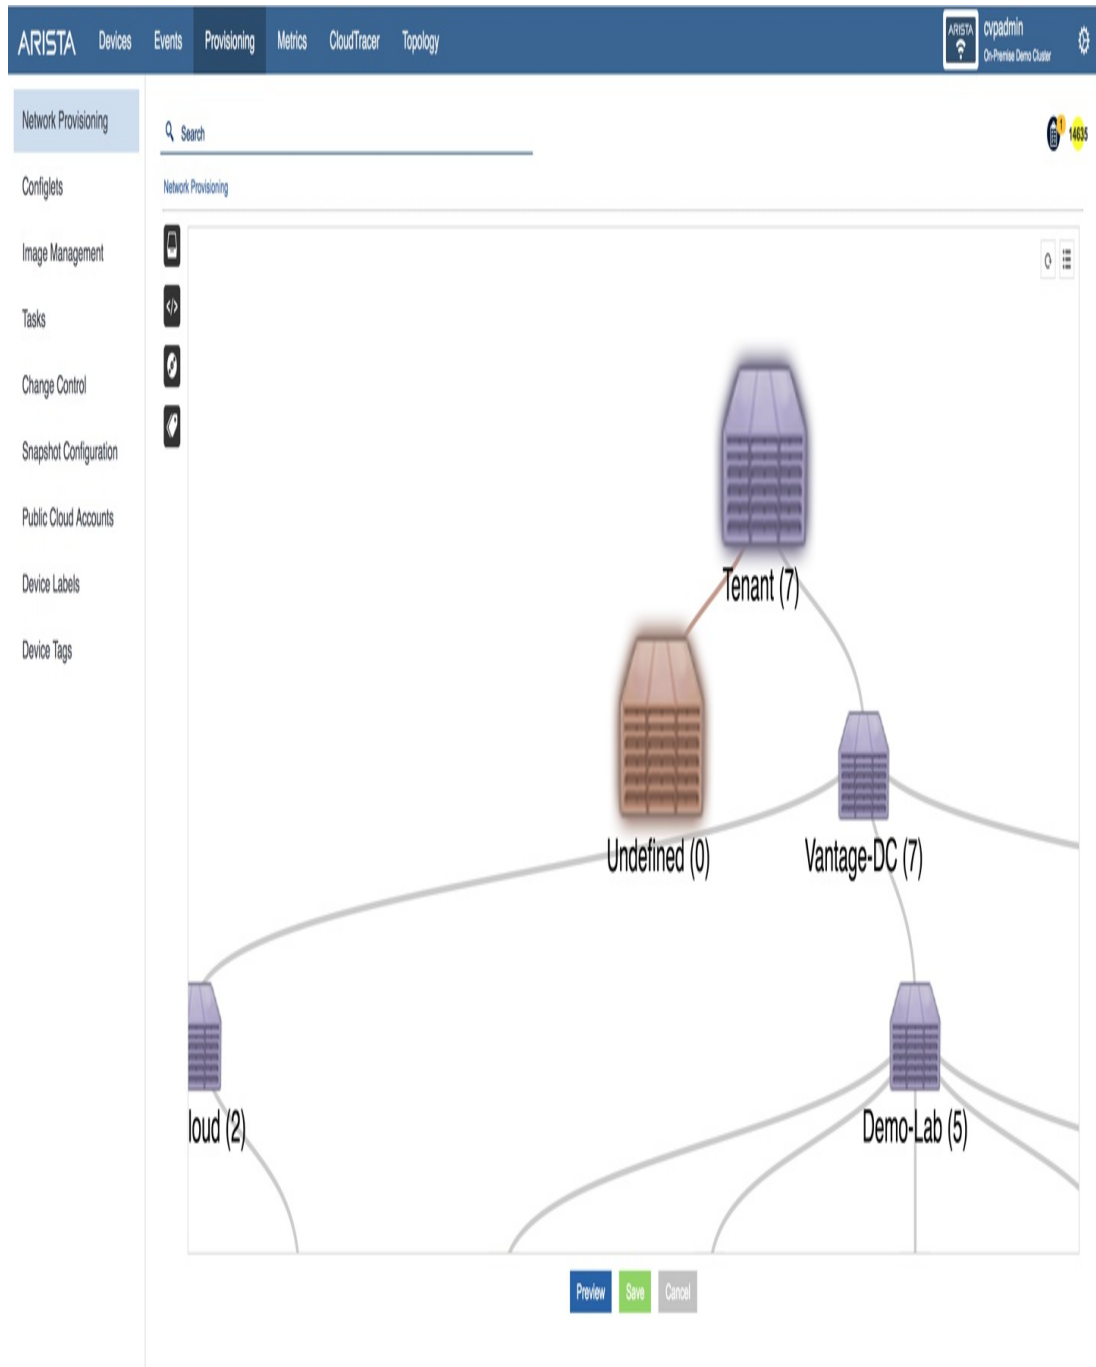 ARISTA Devices Events Provisioning Metrics CloudTracer Topology ARISTA cvpadmin
On-Premise Demo Cluster
Network Provisioning
Search
1 14635
Configlets
Network Provisioning
Image Management
</>
Tasks
Change Control
Snapshot Configuration
Public Cloud Accounts
Device Labels
Tenant (7)
Device Tags
Undefined (0)
Vantage-DC (7)
loud (2)
Demo-Lab (5)
Preview Save Cancel